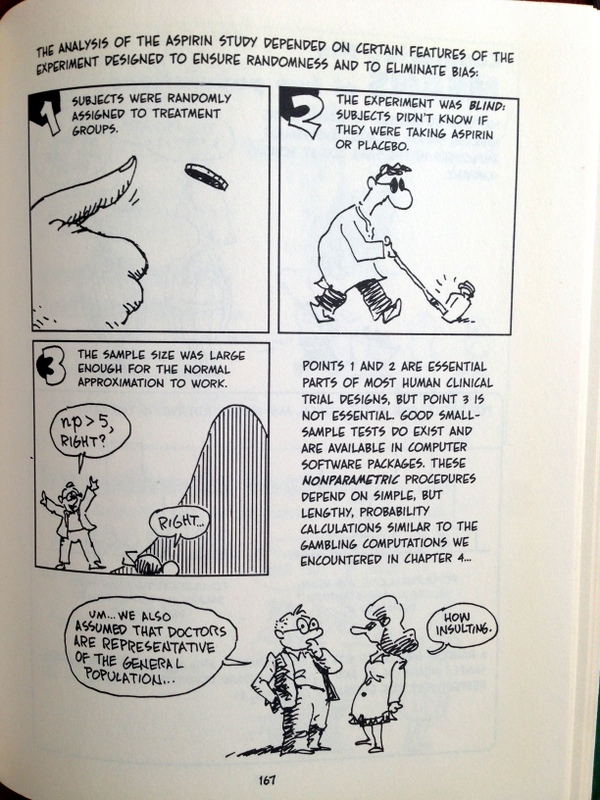 THE ANALYSIS OF THE ASPIRIN STUDY DEPENDED ON CERTAIN FEATURES OF THE
EXPERIMENT DESIGNED TO ENSURE RANDOMNESS AND TO ELIMINATE BIAS:
1
SUBJECTS WERE RANDOMLY
ASSIGNED TO TREATMENT
GROUPS.
2
THE EXPERIMENT WAS BLIND:
SUBJECTS DIDN'T KNOW IF
THEY WERE TAKING ASPIRIN
OR PLACEBO.
3
THE SAMPLE SIZE WAS LARGE
ENOUGH FOR THE NORMAL
APPROXIMATION TO WORK.
np > 5,
RIGHT?
RIGHT...
POINTS 1 AND 2 ARE ESSENTIAL
PARTS OF MOST HUMAN CLINICAL
TRIAL DESIGNS, BUT POINT 3 IS
NOT ESSENTIAL. GOOD SMALL-
SAMPLE TESTS DO EXIST AND
ARE AVAILABLE IN COMPUTER
SOFTWARE PACKAGES. THESE
NONPARAMETRIC PROCEDURES
DEPEND ON SIMPLE, BUT
LENGTHY, PROBABILITY
CALCULATIONS SIMILAR TO THE
GAMBLING COMPUTATIONS WE
ENCOUNTERED IN CHAPTER 4...
UM... WE ALSO
ASSUMED THAT DOCTORS
ARE REPRESENTATIVE
OF THE GENERAL
POPULATION...
HOW
INSULTING.
167